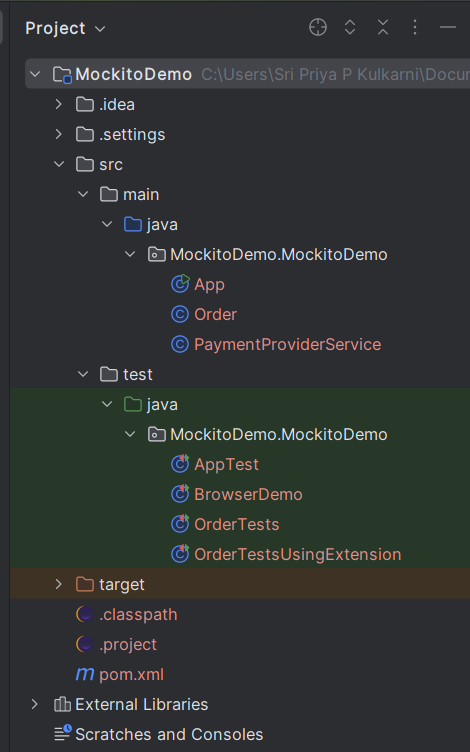 Project
MockitoDemo C:\Users\Sri Priya P Kulkarni\Docum
.idea
.settings
src
main
java
MockitoDemo.MockitoDemo
App
Order
PaymentProviderService
test
java
MockitoDemo.MockitoDemo
AppTest
BrowserDemo
OrderTests
OrderTestsUsingExtension
target
.classpath
.project
m pom.xml
External Libraries
Scratches and Consoles